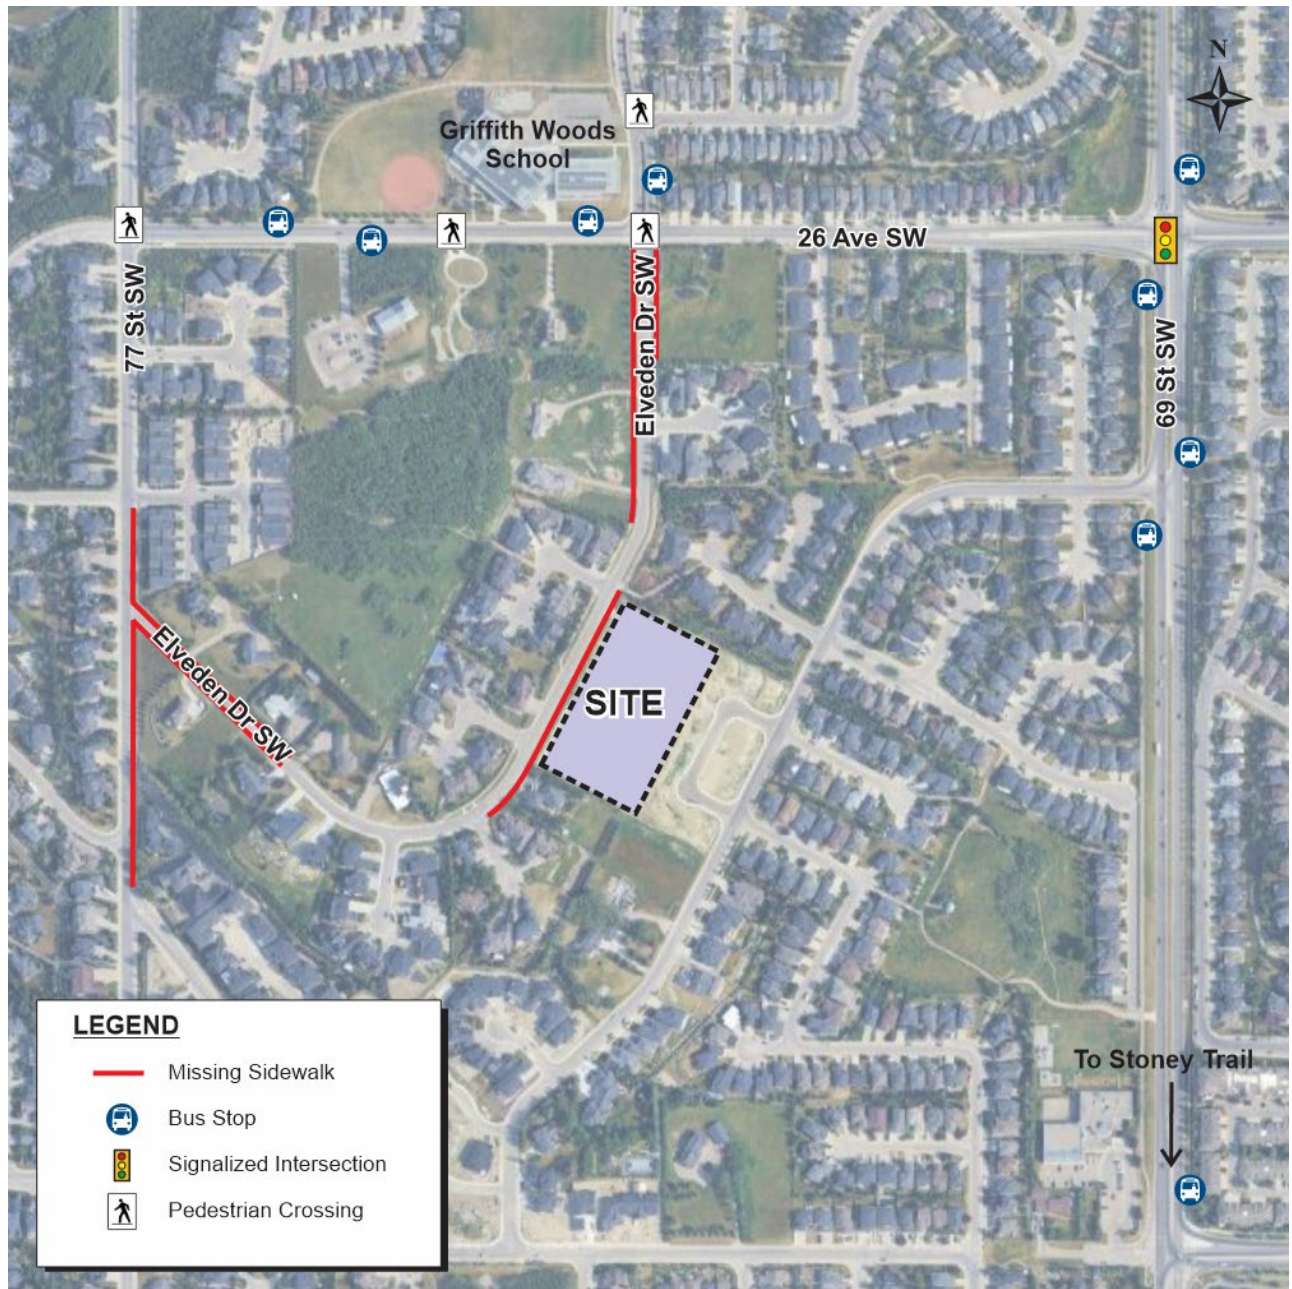 N
Griffith Woods
School
26 Ave SW
77 St SW
Elveden Dr SW
69 St SW
Elveden Dr SW
SITE
To Stoney Trail
LEGEND
Missing Sidewalk
Bus Stop
Signalized Intersection
Pedestrian Crossing